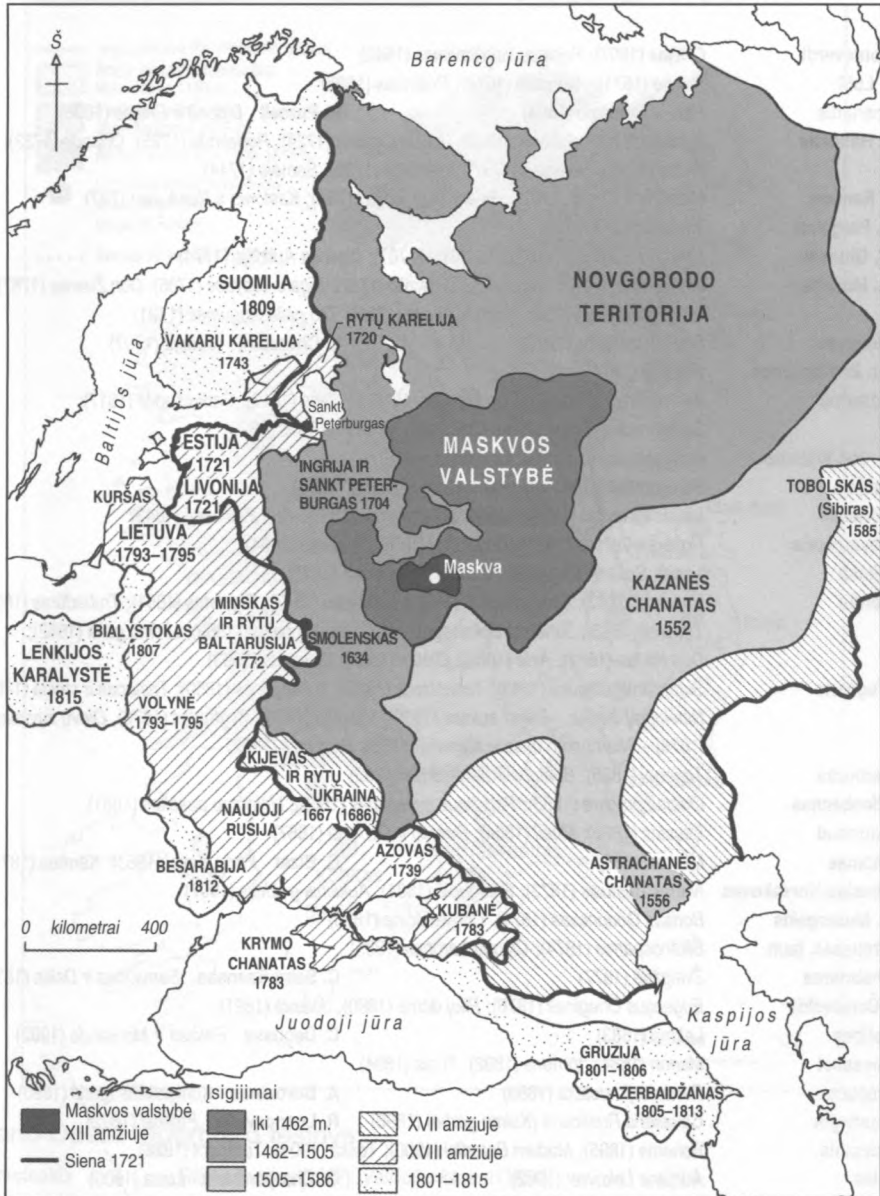 Š
Barenco jūra
NOVGORODO
TERITORIJA
SUOMIJA
1809
RYTŲ KARELIJA
1720
VAKARŲ KARELIJA
1743
Baltijos jūra
Sankt
Peterburgas
MASKVOS
VALSTYBĖ
ESTIJA
1721
LIVONIJA
1721
INGRIJA IR
SANKT PETER-
BURGAS 1704
KURŠAS
TOBOLSKAS
(Sibiras)
1585
LIETUVA
1793–1795
Maskva
KAZANĖS
CHANATAS
1552
MINSKAS
IR RYTŲ
BALTARUSIJA
1772
BIALYSTOKAS
1807
SMOLENSKAS
1634
LENKIJOS
KARALYSTĖ
1815
VOLYNĖ
1793–1795
KIJEVAS
IR RYTŲ
UKRAINA
1667 (1686)
NAUJOJI
RUSIJA
AZOVAS
1739
BESARABIJA
1812
ASTRACHANĖS
CHANATAS
1556
KUBANĖ
1783
0 kilometrai 400
KRYMO
CHANATAS
1783
Juodoji jūra
Kaspijos
jūra
GRUZIJA
1801–1806
AZERBAIDŽANAS
1805–1813
Maskvos valstybė
XIII amžiuje
Siena 1721
Įsigijimai
iki 1462 m.
1462–1505
1505–1586
XVII amžiuje
XVIII amžiuje
1801–1815